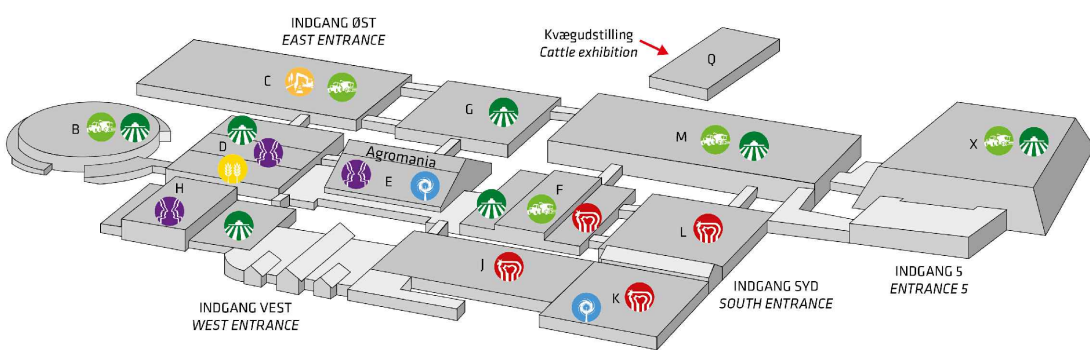 INDGANG ØST
EAST ENTRANCE
Kvægudstilling
Cattle exhibition
Q
C
G
B
D
Agromania
E
M
X
H
F
L
J
K
INDGANG VEST
WEST ENTRANCE
INDGANG SYD
SOUTH ENTRANCE
INDGANG 5
ENTRANCE 5